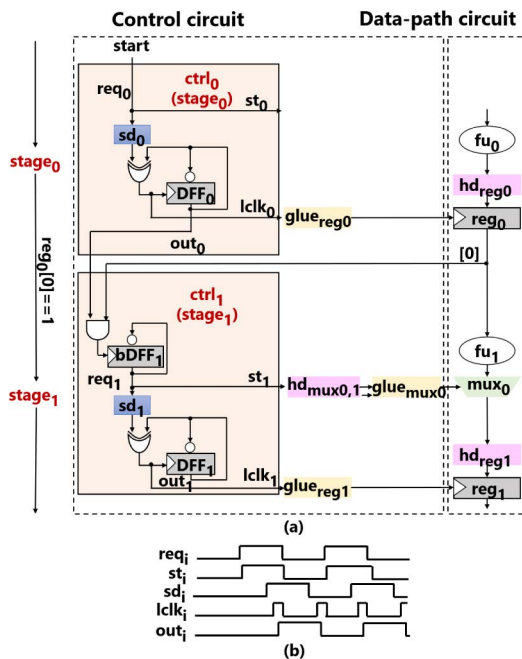 Control circuit
Data-path circuit
start
req0
ctrl0
(stage0)
st0
sd0
fu0
stage0
DFF0
hdreg0
lclk0
gluereg0
reg0
out0
[0]
reg0[0]==1
ctrl1
(stage1)
bDFF1
fu1
req1
st1
hdmux0,1
gluemux0
mux0
stage1
sd1
DFF1
hdreg1
out1
lclk1
gluereg1
reg1
(a)
reqi
sti
sdi
lclki
outi
(b)